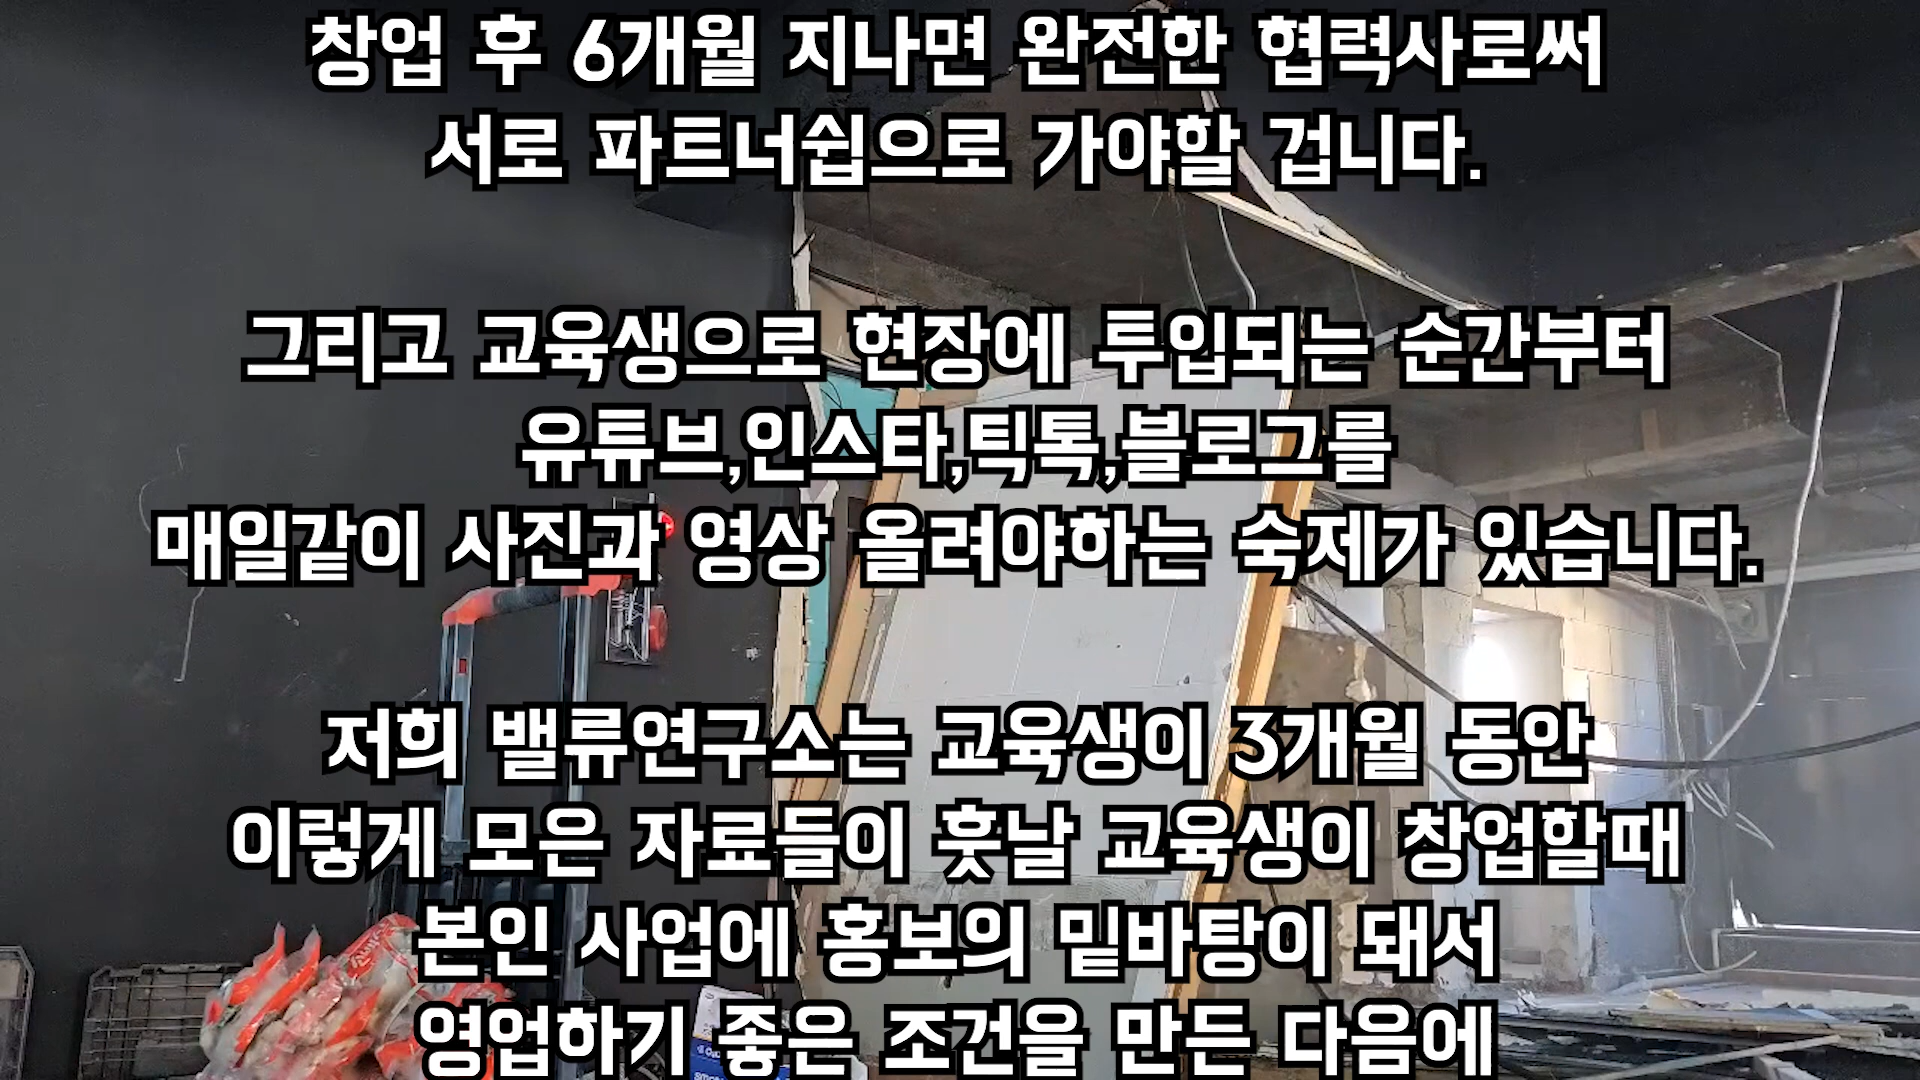 창업 후 6개월 지나면 완전한 협력사로써
서로 파트너쉽으로 가야할 겁니다.
그리고 교육생으로 현장에 투입되는 순간부터
유튜브,인스타,틱톡,블로그를
매일같이 사진과 영상 올려야하는 숙제가 있습니다.
저희 밸류연구소는 교육생이 3개월 동안
이렇게 모은 자료들이 훗날 교육생이 창업할때
본인 사업에 홍보의 밑바탕이 돼서
영업하기 좋은 조건을 만든 다음에